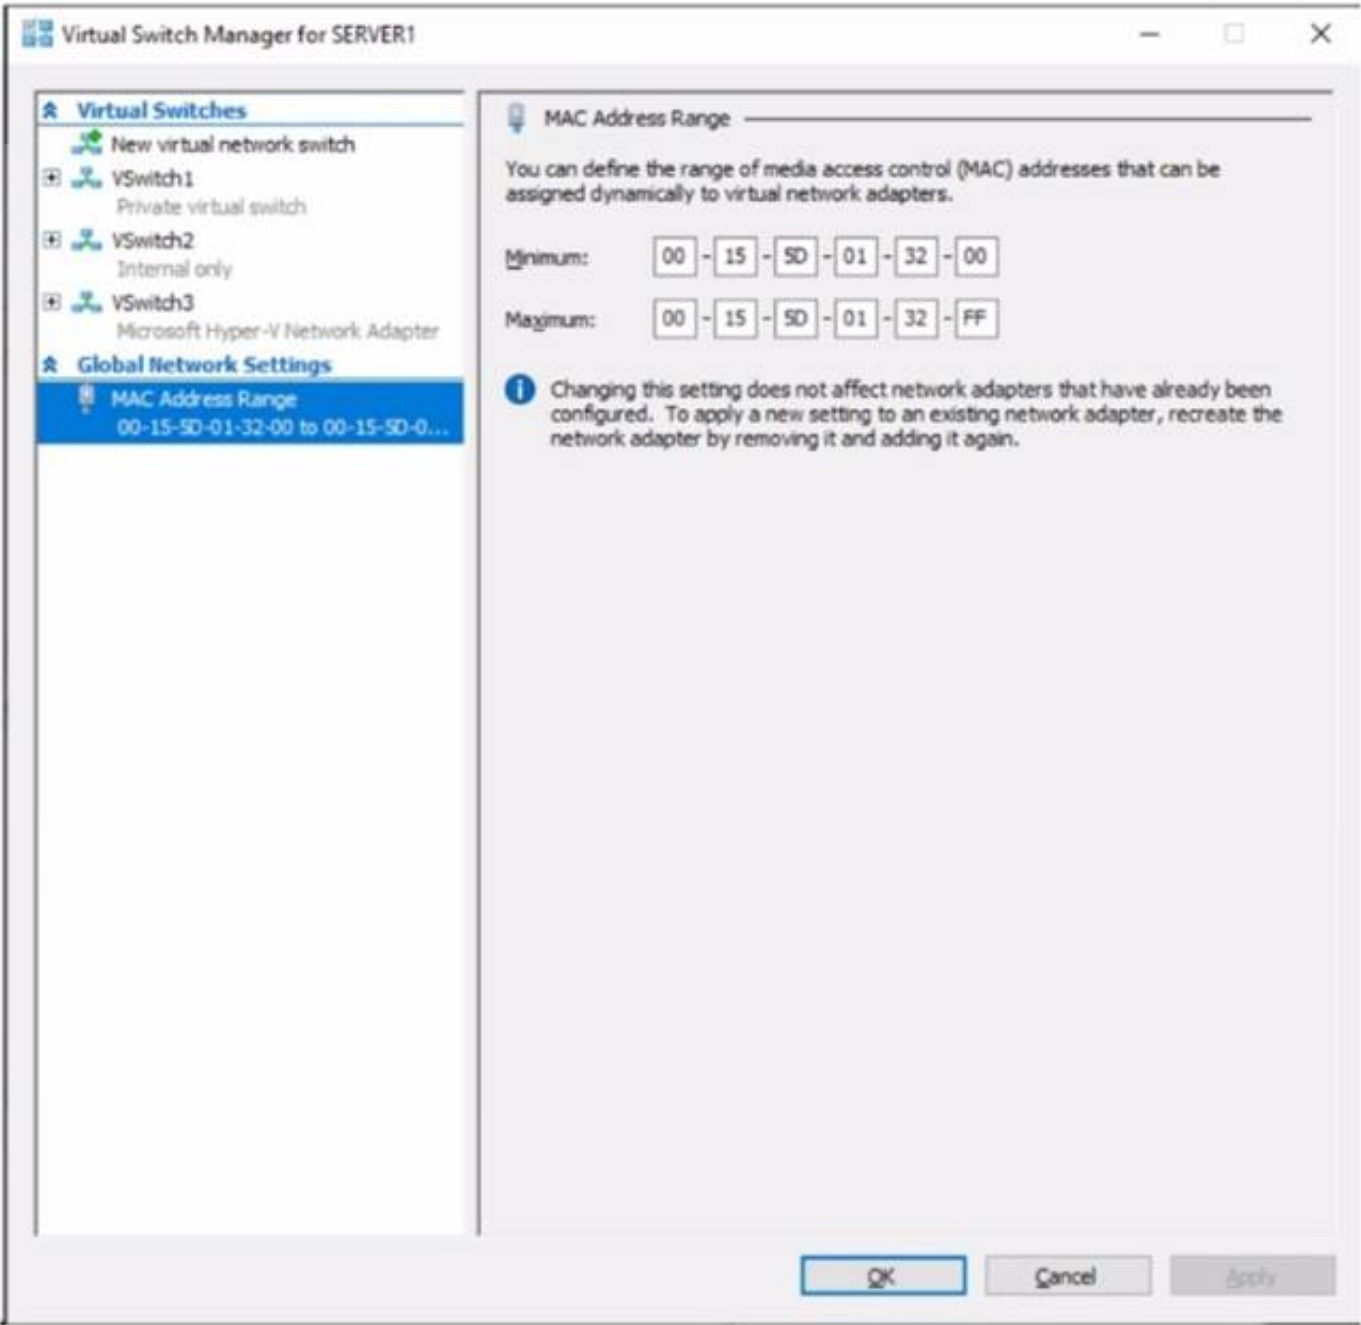 Virtual Switch Manager for SERVER1
Virtual Switches
New virtual network switch
VSwitch1
Private virtual switch
VSwitch2
Internal only
VSwitch3
Microsoft Hyper-V Network Adapter
Global Network Settings
MAC Address Range
00-15-5D-01-32-00 to 00-15-5D-0...
MAC Address Range
You can define the range of media access control (MAC) addresses that can be
assigned dynamically to virtual network adapters.
Minimum: 00 - 15 - 5D - 01 - 32 - 00
Maximum: 00 - 15 - 5D - 01 - 32 - FF
Changing this setting does not affect network adapters that have already been
configured. To apply a new setting to an existing network adapter, recreate the
network adapter by removing it and adding it again.
OK Cancel Apply